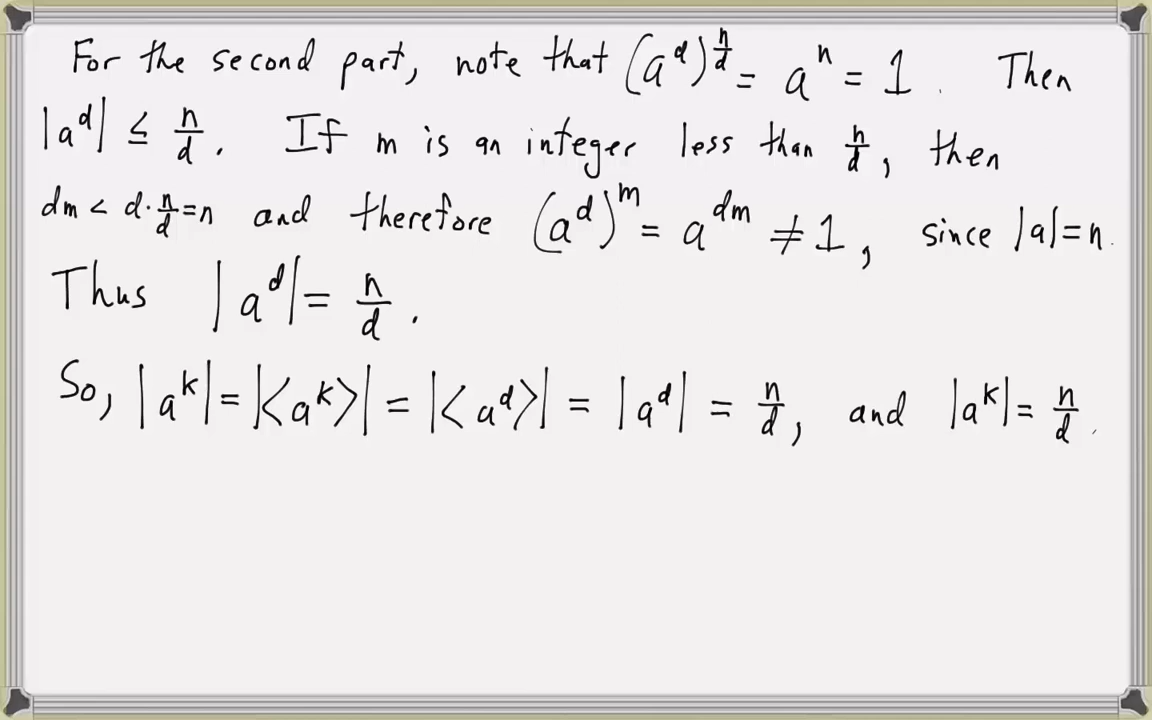 For the second part, note that (a^d)^{n/d} = a^n = 1. Then
|a^d| ≤ n/d. If m is an integer less than n/d, then
dm < d·n/d = n and therefore (a^d)^m = a^{dm} ≠ 1, since |a| = n.
Thus |a^d| = n/d.
So, |a^k| = |<a^k>| = |<a^d>| = |a^d| = n/d, and |a^k| = n/d.